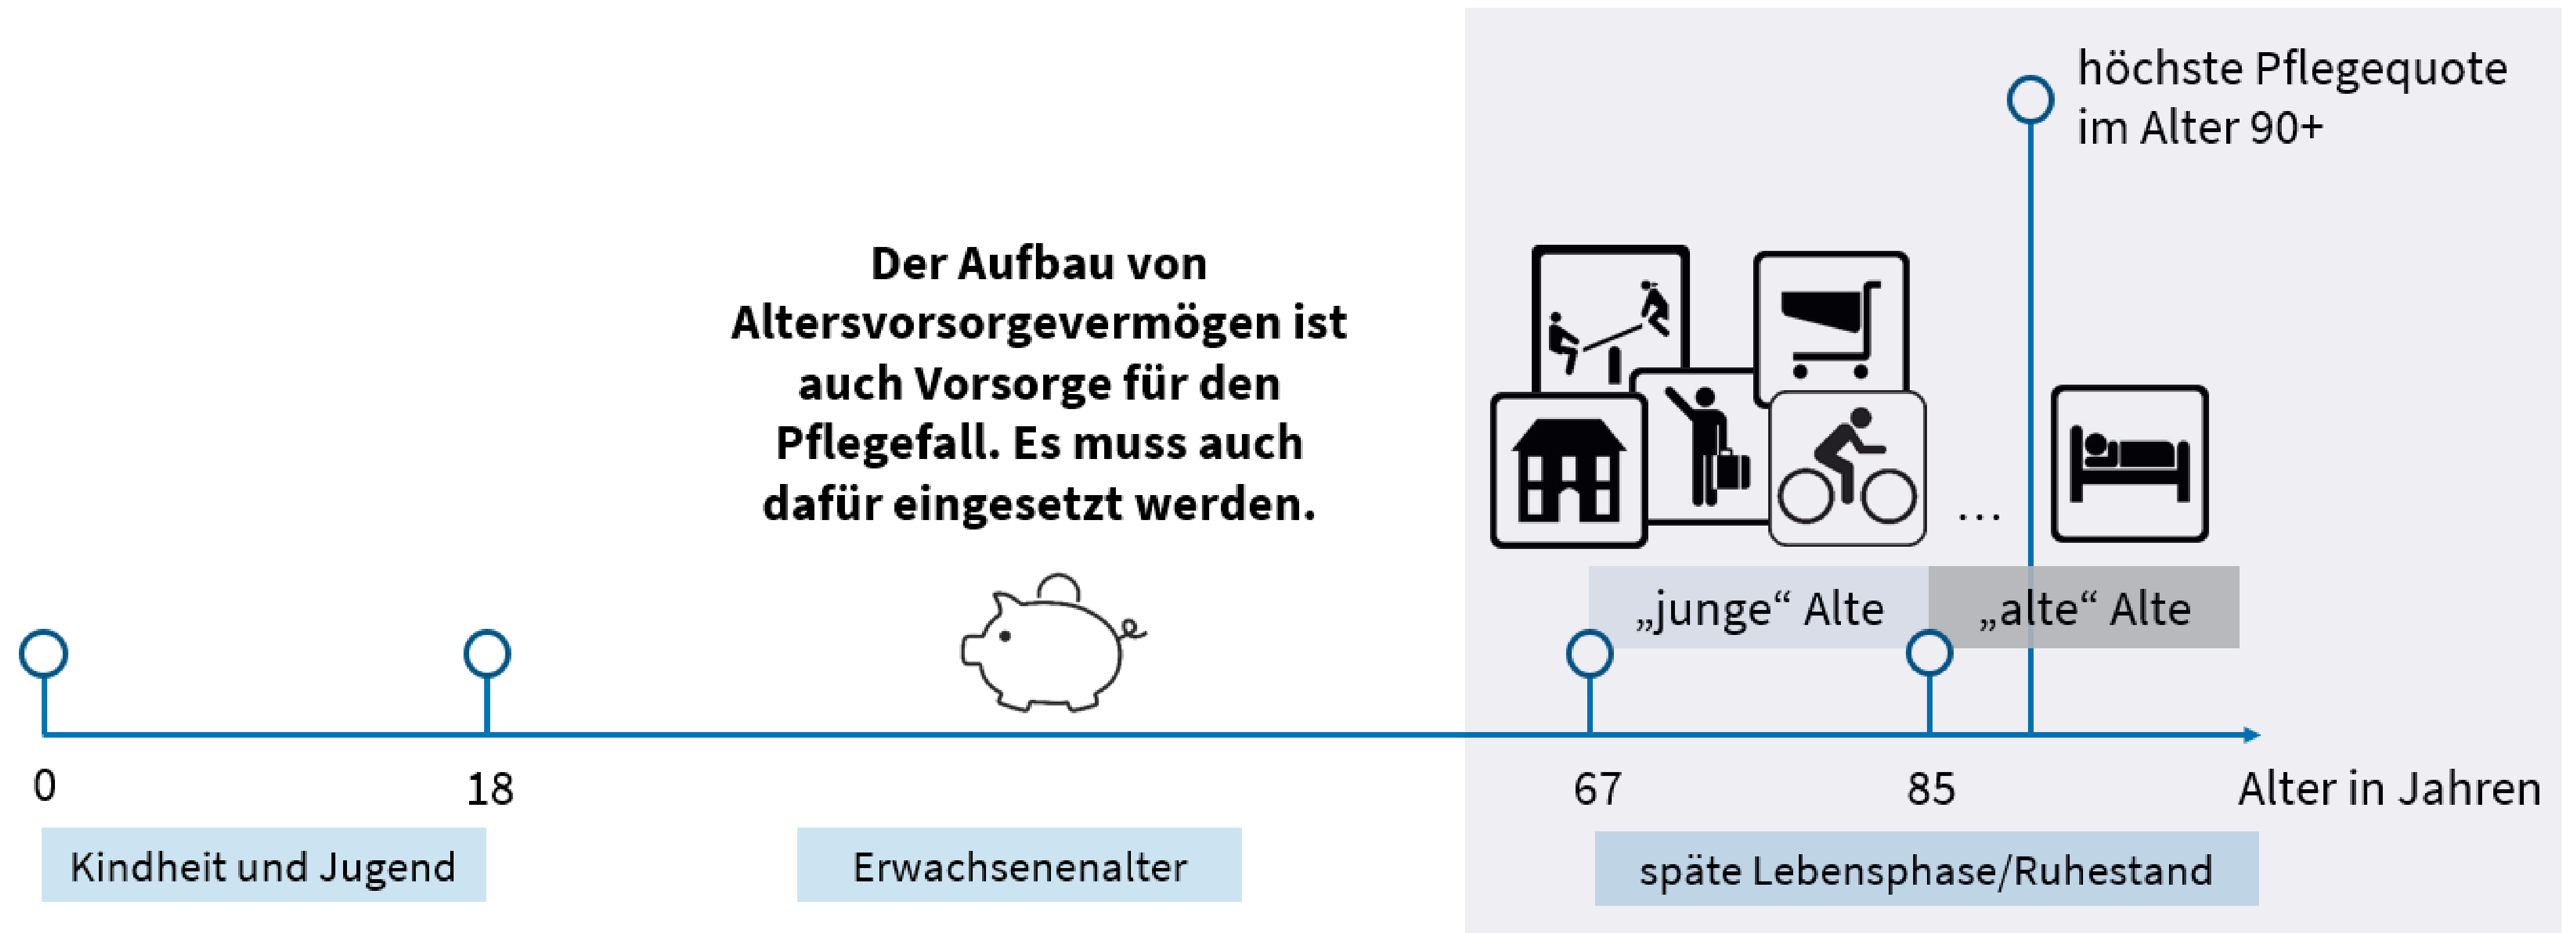 höchste Pflegequote
im Alter 90+
Der Aufbau von
Altersvorsorgevermögen ist
auch Vorsorge für den
Pflegefall. Es muss auch
dafür eingesetzt werden.
…
„junge“ Alte
„alte“ Alte
0
18
67
85
Alter in Jahren
Kindheit und Jugend
Erwachsenenalter
späte Lebensphase/Ruhestand